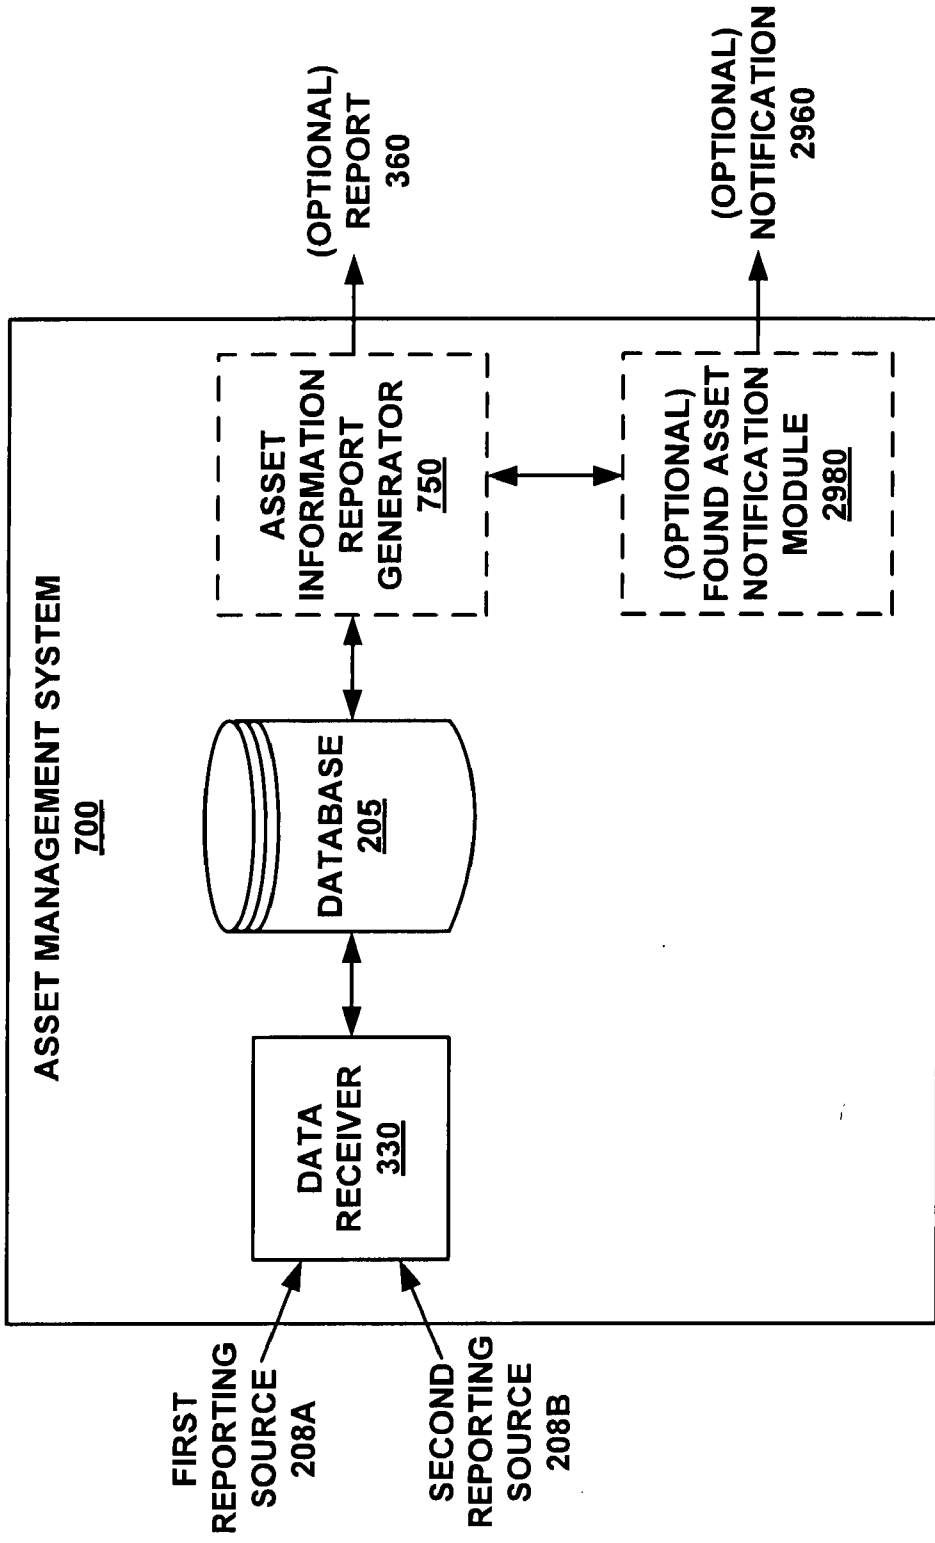 ASSET MANAGEMENT SYSTEM
700
FIRST
REPORTING
SOURCE
208A
SECOND
REPORTING
SOURCE
208B
DATA
RECEIVER
330
DATABASE
205
ASSET
INFORMATION
REPORT
GENERATOR
750
(OPTIONAL)
FOUND ASSET
NOTIFICATION
MODULE
2980
(OPTIONAL)
REPORT
360
(OPTIONAL)
NOTIFICATION
2960